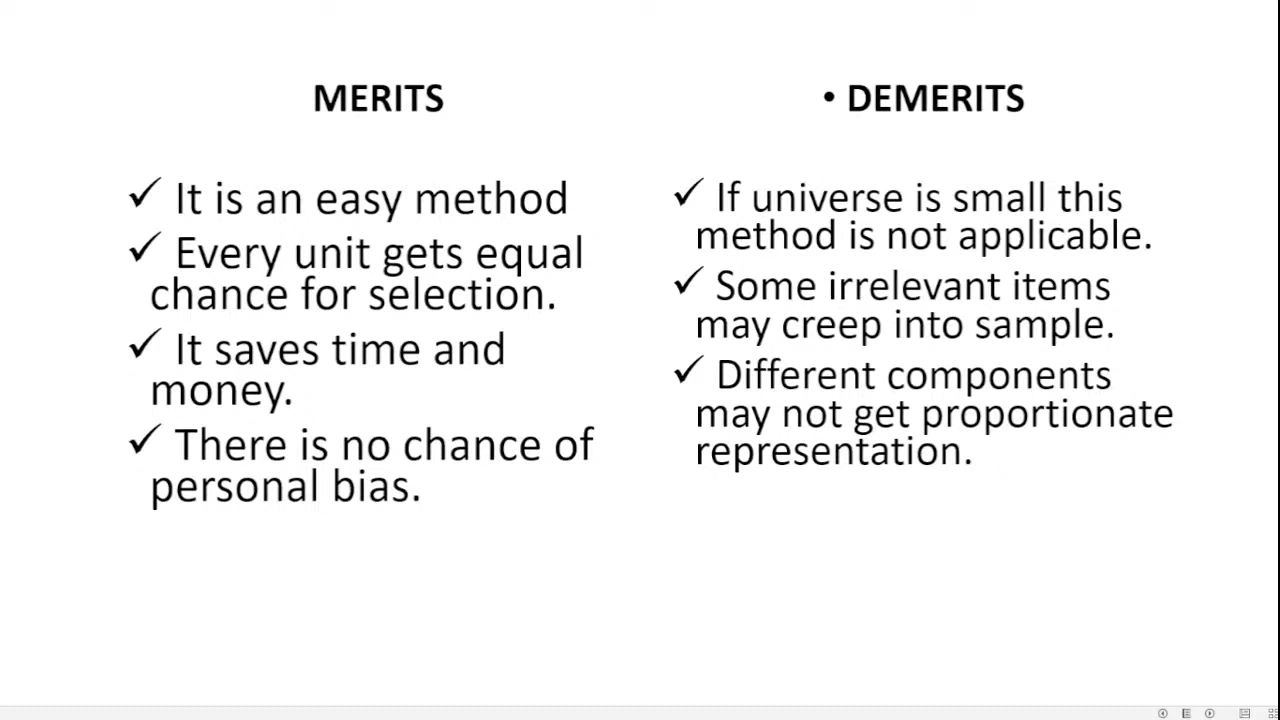 MERITS
✓ It is an easy method
✓ Every unit gets equal
chance for selection.
✓ It saves time and
money.
✓ There is no chance of
personal bias.
• DEMERITS
✓ If universe is small this
method is not applicable.
✓ Some irrelevant items
may creep into sample.
✓ Different components
may not get proportionate
representation.